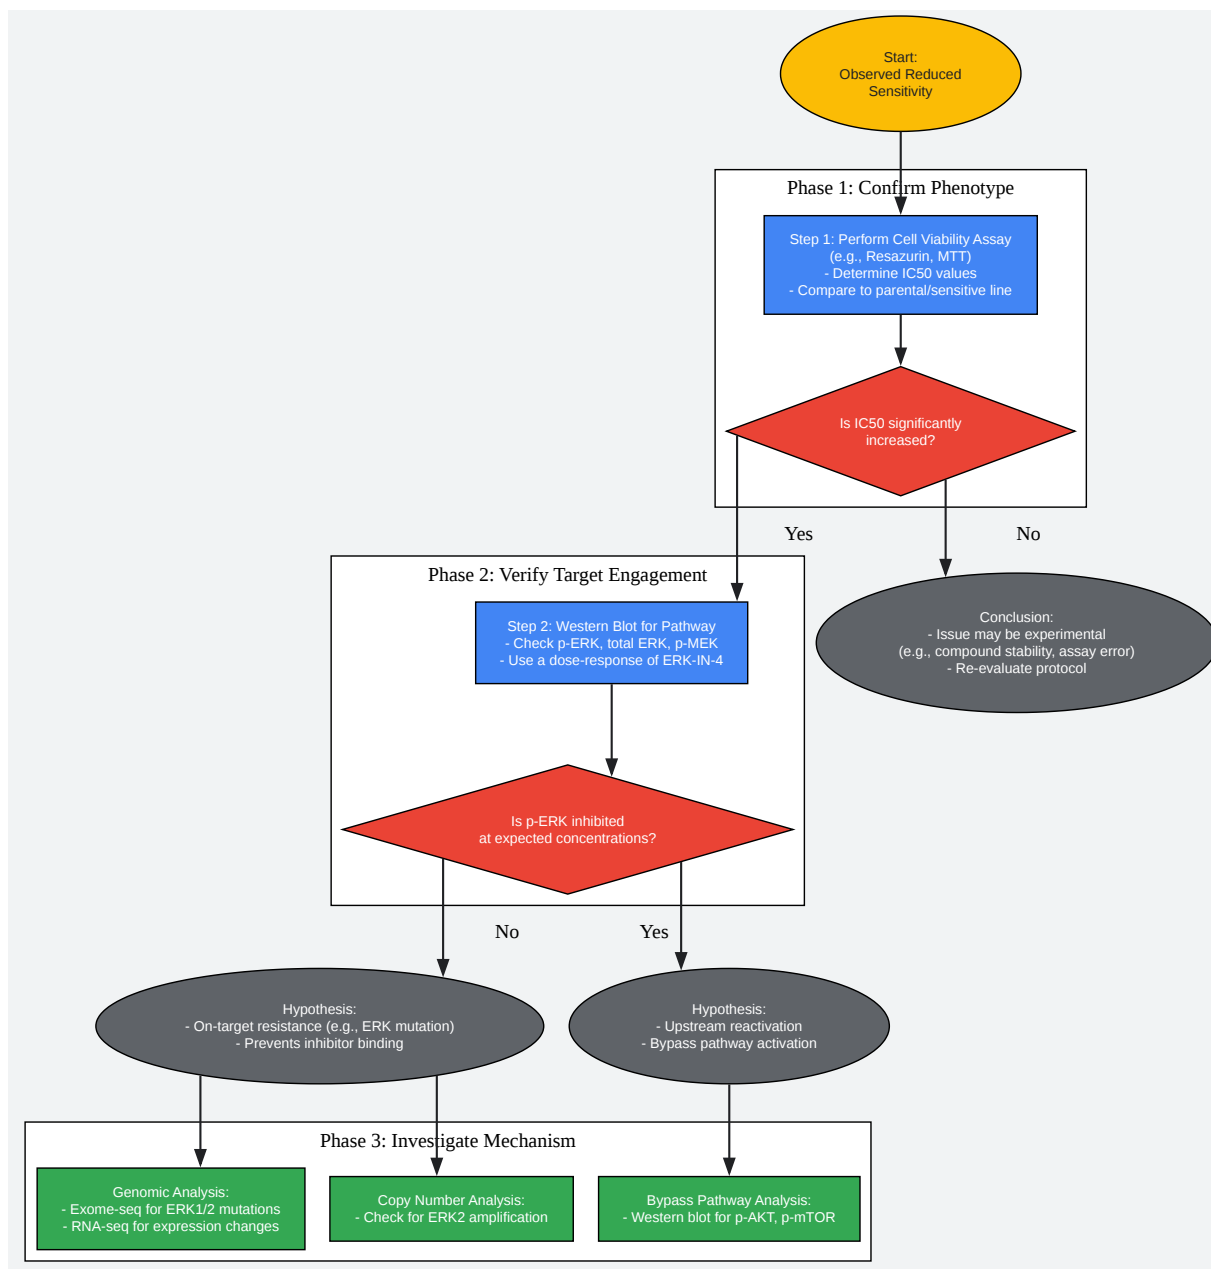 Start:
Observed Reduced
Sensitivity
Phase 1: Confirm Phenotype
Step 1: Perform Cell Viability Assay
(e.g., Resazurin, MTT)
- Determine IC50 values
- Compare to parental/sensitive line
Is IC50 significantly
increased?
Yes
No
Phase 2: Verify Target Engagement
Step 2: Western Blot for Pathway
- Check p-ERK, total ERK, p-MEK
- Use a dose-response of ERK-IN-4
Conclusion:
- Issue may be experimental
(e.g., compound stability, assay error)
- Re-evaluate protocol
Is p-ERK inhibited
at expected concentrations?
No
Yes
Hypothesis:
- On-target resistance (e.g., ERK mutation)
- Prevents inhibitor binding
Hypothesis:
- Upstream reactivation
- Bypass pathway activation
Phase 3: Investigate Mechanism
Genomic Analysis:
- Exome-seq for ERK1/2 mutations
- RNA-seq for expression changes
Copy Number Analysis:
- Check for ERK2 amplification
Bypass Pathway Analysis:
- Western blot for p-AKT, p-mTOR